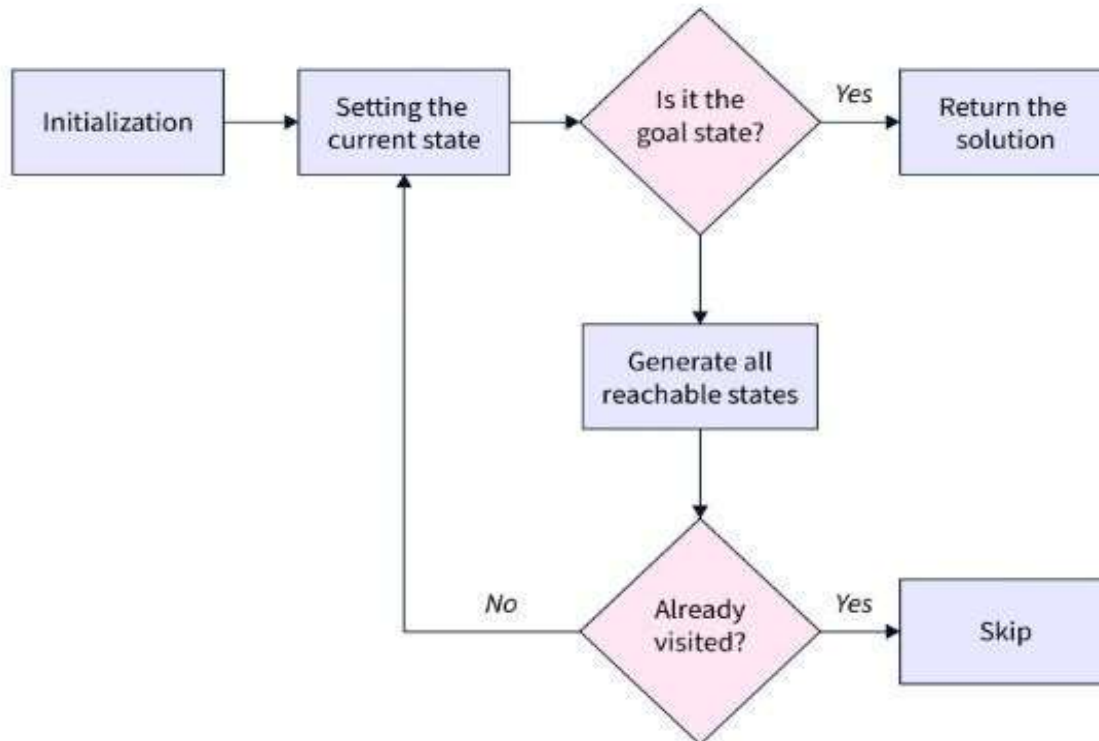 Initialization
Setting the
current state
Is it the
goal state?
Yes
Return the
solution
Generate all
reachable states
No
Already
visited?
Yes
Skip